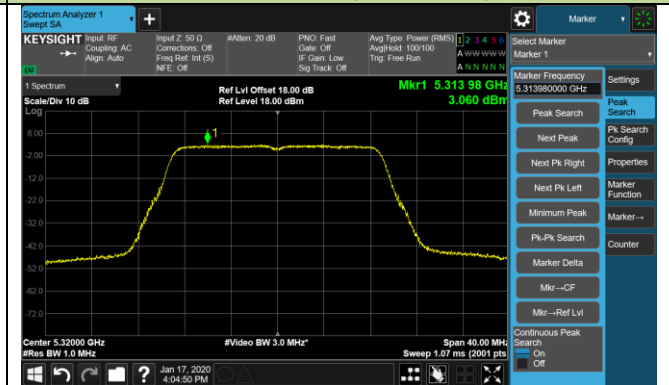 Spectrum Analyzer 1
Swept SA
Marker
KEYSIGHT
Input: RF
Coupling: AC
Align: Auto
Input Z: 50 Ω
Corrections: Off
Freq Ref: Int (S)
NFE: Off
#Atten: 20 dB
PNO: Fast
Gate: Off
IF Gain: Low
Sig Track: Off
Avg Type: Power (RMS)
Avg|Hold: 100/100
Trig: Free Run
1 2 3 4 5 6
A W W W W W
A N N N N N
Select Marker
Marker 1
1 Spectrum
Scale/Div 10 dB
Log
Ref Lvl Offset 18.00 dB
Ref Level 18.00 dBm
Mkr1 5.313 98 GHz
3.060 dBm
1
8.00
-2.00
-12.0
-22.0
-32.0
-42.0
-52.0
-62.0
-72.0
Center 5.32000 GHz
#Res BW 1.0 MHz
#Video BW 3.0 MHz*
Span 40.00 MHz
Sweep 1.07 ms (2001 pts)
Marker Frequency
5.313980000 GHz
Peak Search
Next Peak
Next Pk Right
Next Pk Left
Minimum Peak
Pk-Pk Search
Marker Delta
Mkr→CF
Mkr→Ref Lvl
Continuous Peak
Search
On
Off
Settings
Peak
Search
Pk Search
Config
Properties
Marker
Function
Marker→
Counter
Jan 17, 2020
4:04:50 PM